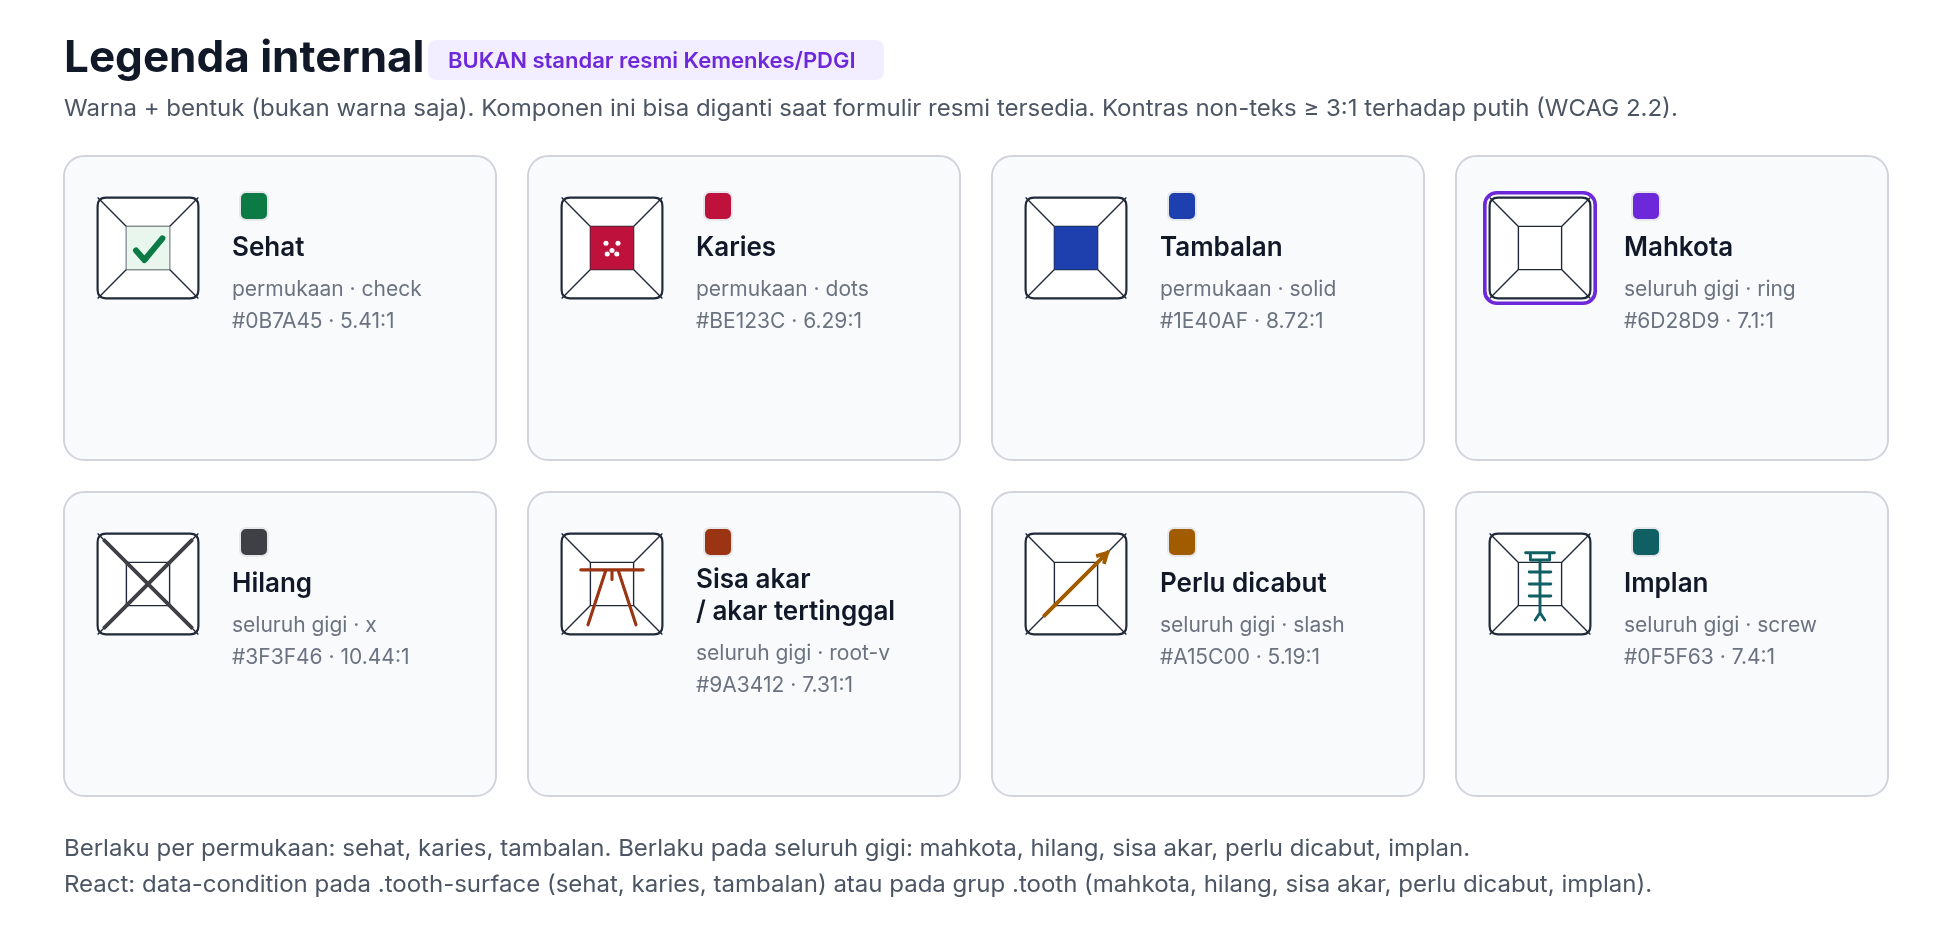 Legenda internal BUKAN standar resmi Kemenkes/PDGI
Warna + bentuk (bukan warna saja). Komponen ini bisa diganti saat formulir resmi tersedia. Kontras non-teks ≥ 3:1 terhadap putih (WCAG 2.2).
Sehat
permukaan · check
#0B7A45 · 5.41:1
Karies
permukaan · dots
#BE123C · 6.29:1
Tambalan
permukaan · solid
#1E40AF · 8.72:1
Mahkota
seluruh gigi · ring
#6D28D9 · 7.1:1
Hilang
seluruh gigi · x
#3F3F46 · 10.44:1
Sisa akar
/ akar tertinggal
seluruh gigi · root-v
#9A3412 · 7.31:1
Perlu dicabut
seluruh gigi · slash
#A15C00 · 5.19:1
Implan
seluruh gigi · screw
#0F5F63 · 7.4:1
Berlaku per permukaan: sehat, karies, tambalan. Berlaku pada seluruh gigi: mahkota, hilang, sisa akar, perlu dicabut, implan.
React: data-condition pada .tooth-surface (sehat, karies, tambalan) atau pada grup .tooth (mahkota, hilang, sisa akar, perlu dicabut, implan).